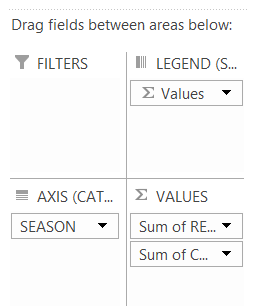 Drag fields between areas below:
FILTERS
LEGEND (S...
Σ Values
AXIS (CAT...
Σ VALUES
SEASON
Sum of RE...
Sum of C...